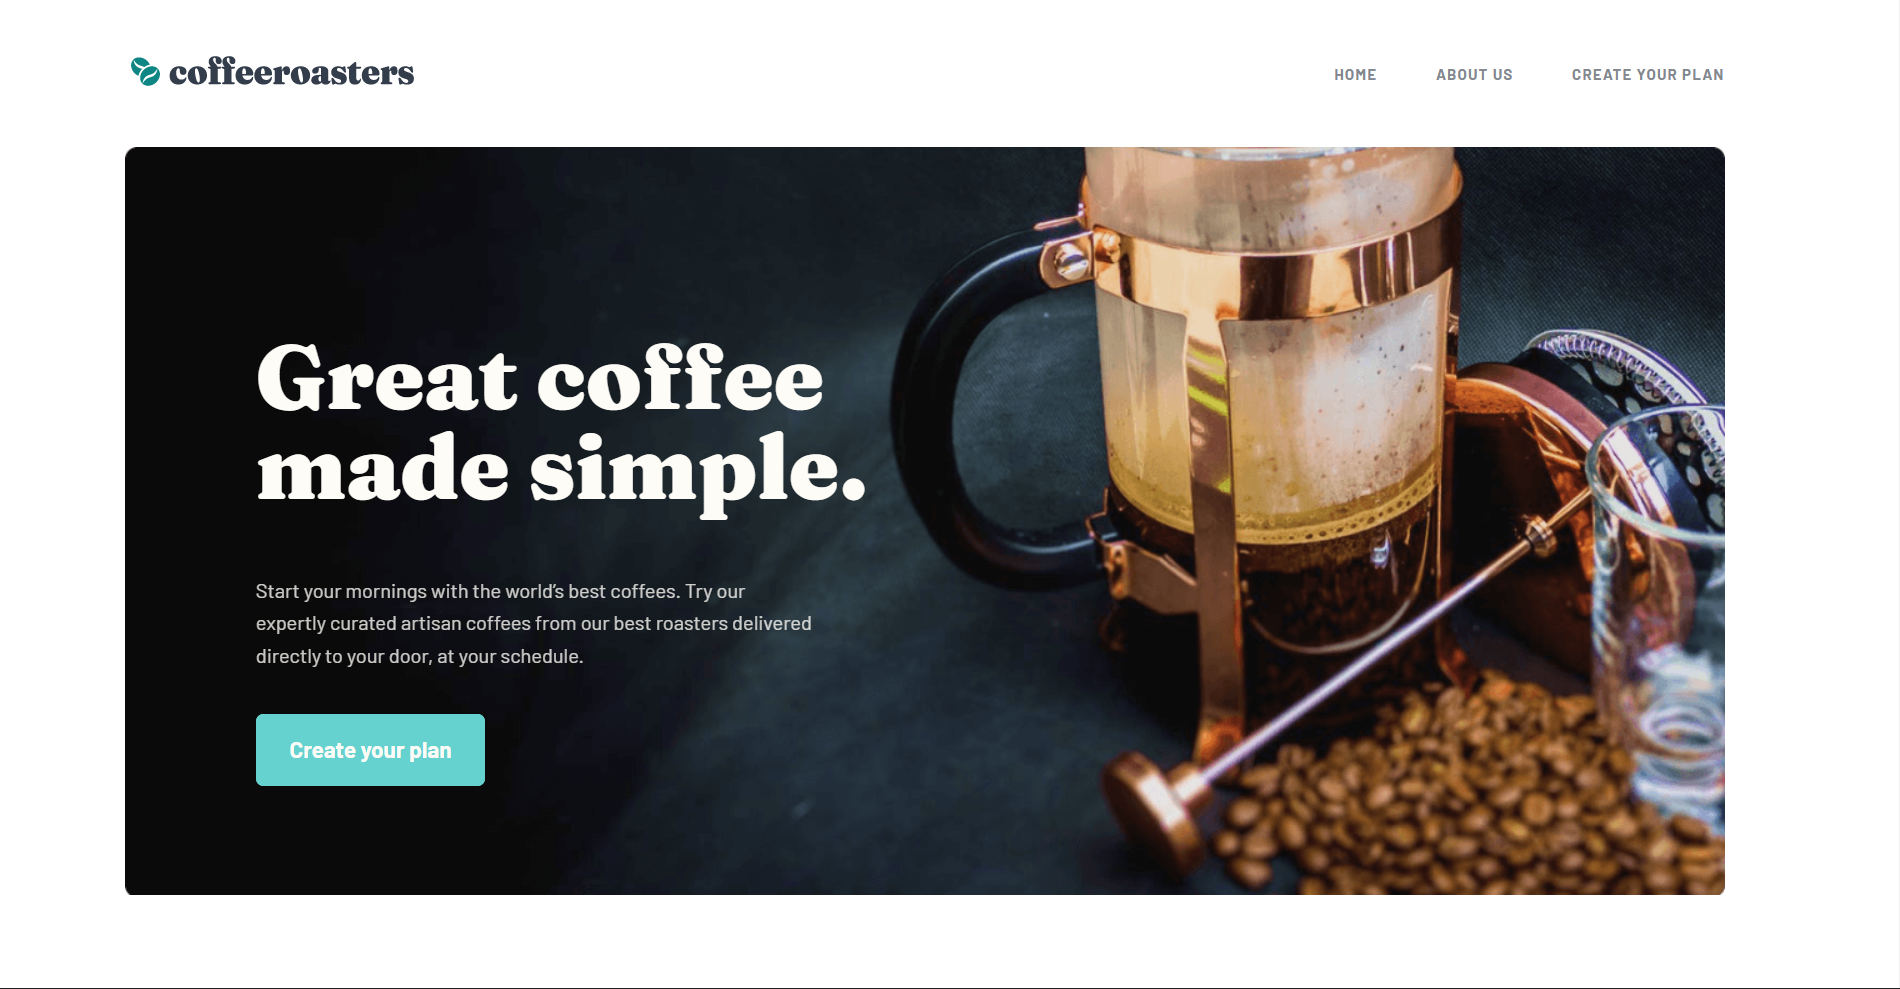 coffeeroasters
HOME ABOUT US CREATE YOUR PLAN
Great coffee
made simple.
Start your mornings with the world’s best coffees. Try our
expertly curated artisan coffees from our best roasters delivered
directly to your door, at your schedule.
Create your plan